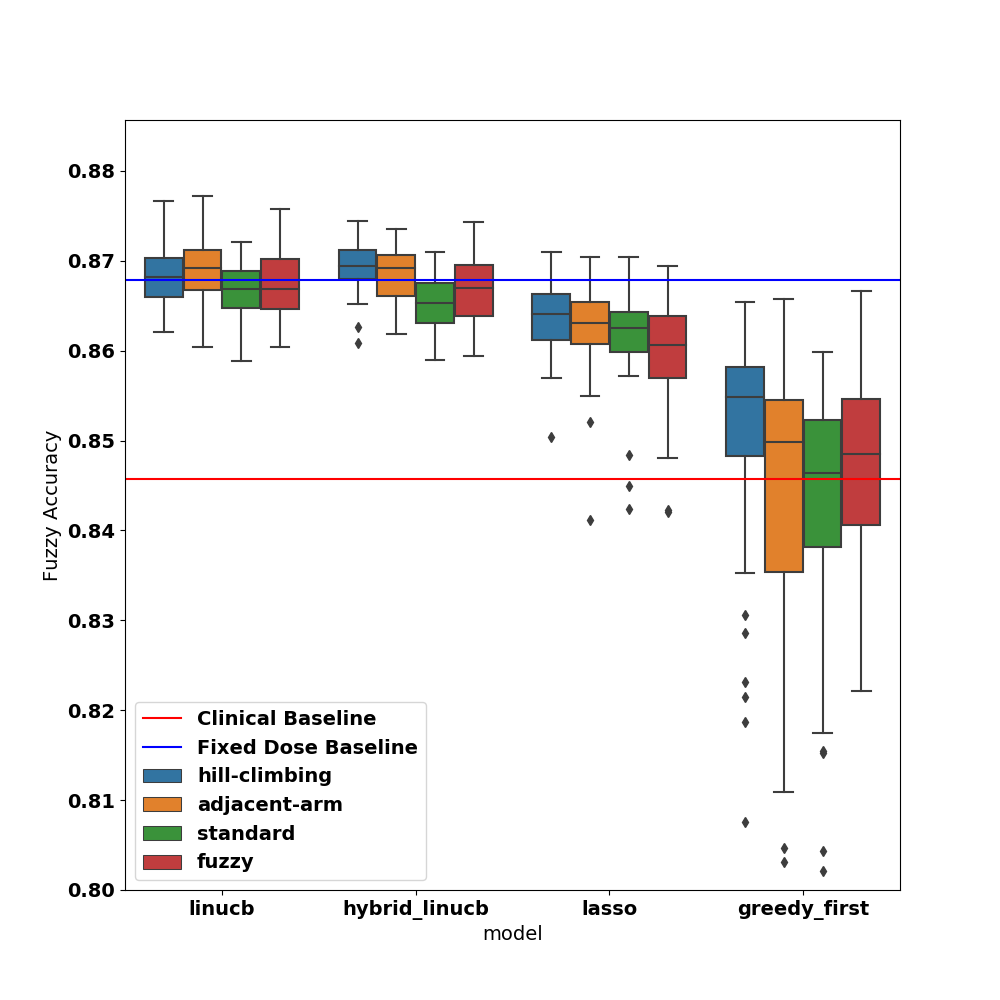 0.88
0.87
0.86
0.85
0.84
0.83
0.82
0.81
0.80
Fuzzy Accuracy
Clinical Baseline
Fixed Dose Baseline
hill-climbing
adjacent-arm
standard
fuzzy
linucb hybrid_linucb lasso greedy_first
model